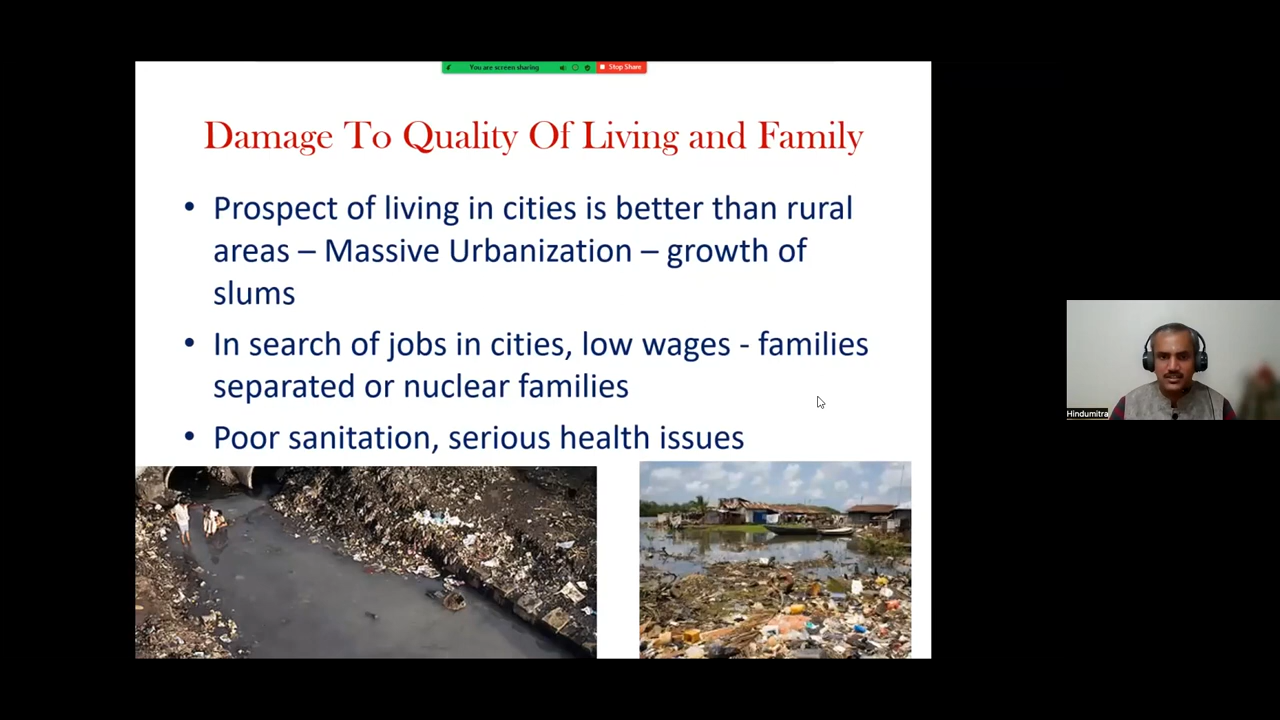 You are screen sharing Stop Share
Damage To Quality Of Living and Family
• Prospect of living in cities is better than rural
areas – Massive Urbanization – growth of
slums
• In search of jobs in cities, low wages - families
separated or nuclear families
• Poor sanitation, serious health issues
Hindumitra